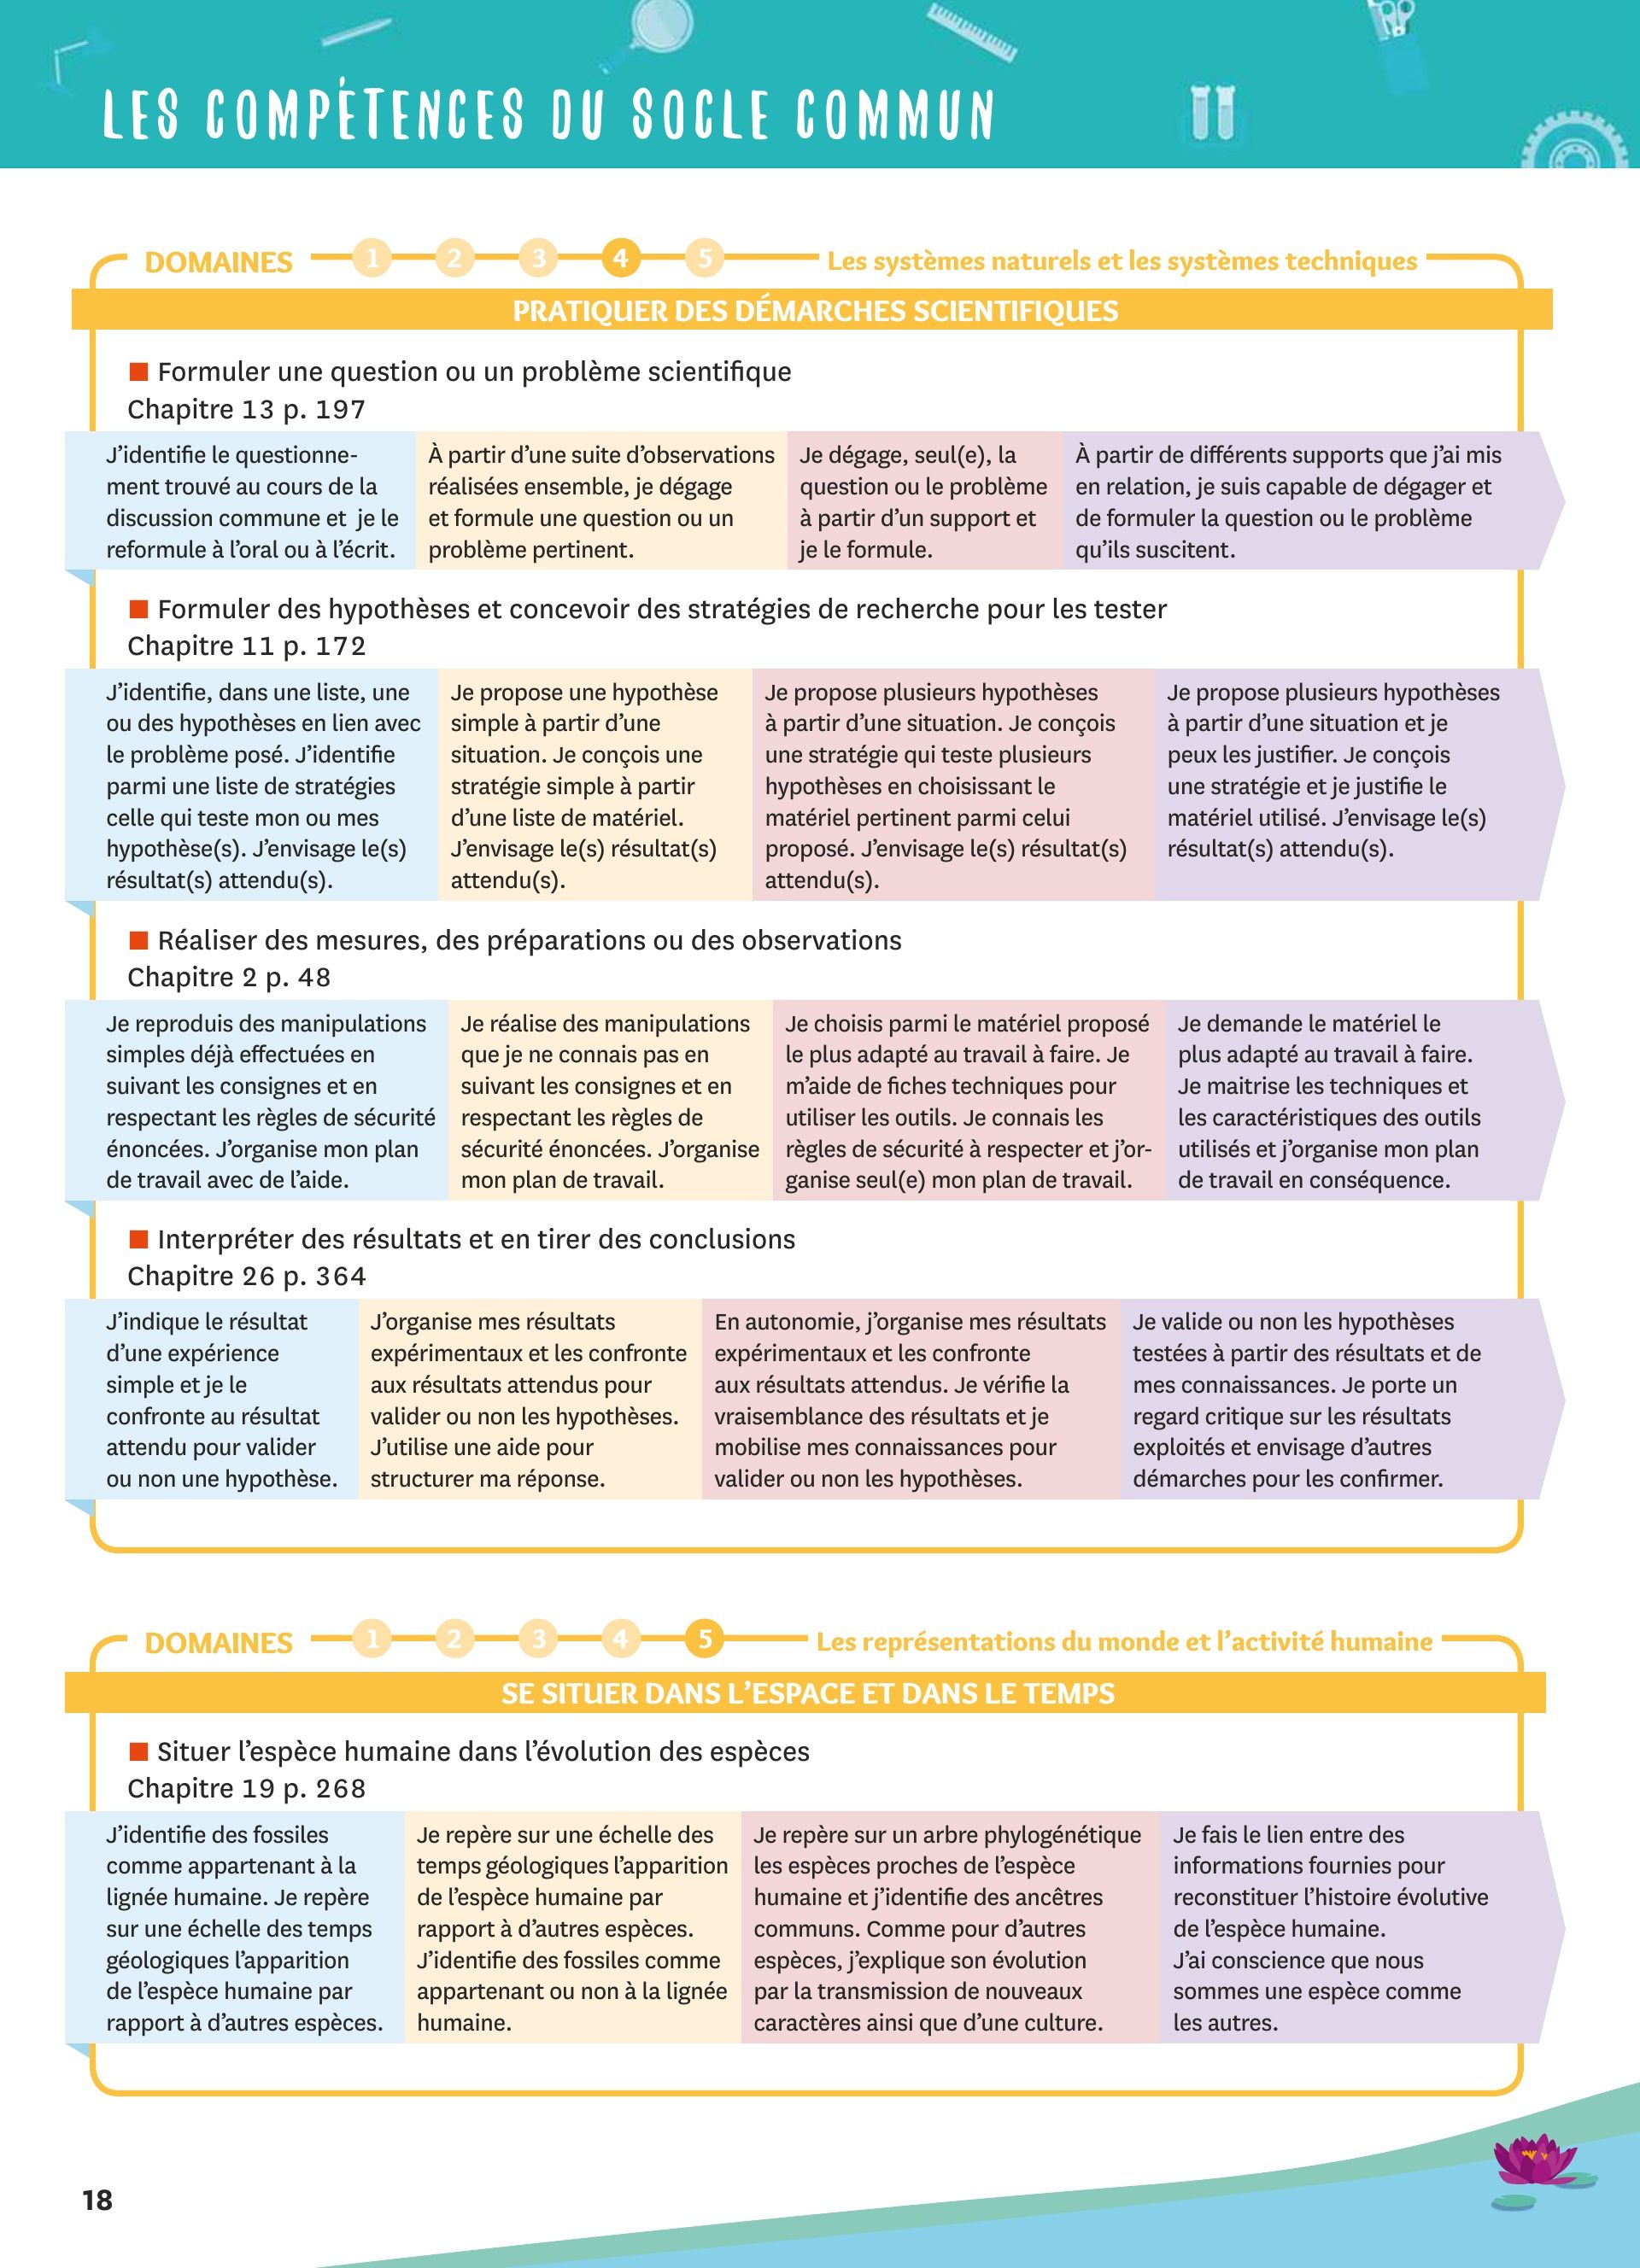 LES COMPÉTENCES DU SOCLE COMMUN
DOMAINES 1 2 3 4 5 Les systèmes naturels et les systèmes techniques
PRATIQUER DES DÉMARCHES SCIENTIFIQUES
Formuler une question ou un problème scientifique
Chapitre 13 p. 197
J’identifie le questionne-
ment trouvé au cours de la
discussion commune et je le
reformule à l’oral ou à l’écrit.
À partir d’une suite d’observations
réalisées ensemble, je dégage
et formule une question ou un
problème pertinent.
Je dégage, seul(e), la
question ou le problème
à partir d’un support et
je le formule.
À partir de différents supports que j’ai mis
en relation, je suis capable de dégager et
de formuler la question ou le problème
qu’ils suscitent.
Formuler des hypothèses et concevoir des stratégies de recherche pour les tester
Chapitre 11 p. 172
J’identifie, dans une liste, une
ou des hypothèses en lien avec
le problème posé. J’identifie
parmi une liste de stratégies
celle qui teste mon ou mes
hypothèse(s). J’envisage le(s)
résultat(s) attendu(s).
Je propose une hypothèse
simple à partir d’une
situation. Je conçois une
stratégie simple à partir
d’une liste de matériel.
J’envisage le(s) résultat(s)
attendu(s).
Je propose plusieurs hypothèses
à partir d’une situation. Je conçois
une stratégie qui teste plusieurs
hypothèses en choisissant le
matériel pertinent parmi celui
proposé. J’envisage le(s) résultat(s)
attendu(s).
Je propose plusieurs hypothèses
à partir d’une situation et je
peux les justifier. Je conçois
une stratégie et je justifie le
matériel utilisé. J’envisage le(s)
résultat(s) attendu(s).
Réaliser des mesures, des préparations ou des observations
Chapitre 2 p. 48
Je reproduis des manipulations
simples déjà effectuées en
suivant les consignes et en
respectant les règles de sécurité
énoncées. J’organise mon plan
de travail avec de l’aide.
Je réalise des manipulations
que je ne connais pas en
suivant les consignes et en
respectant les règles de
sécurité énoncées. J’organise
mon plan de travail.
Je choisis parmi le matériel proposé
le plus adapté au travail à faire. Je
m’aide de fiches techniques pour
utiliser les outils. Je connais les
règles de sécurité à respecter et j’or-
ganise seul(e) mon plan de travail.
Je demande le matériel le
plus adapté au travail à faire.
Je maitrise les techniques et
les caractéristiques des outils
utilisés et j’organise mon plan
de travail en conséquence.
Interpréter des résultats et en tirer des conclusions
Chapitre 26 p. 364
J’indique le résultat
d’une expérience
simple et je le
confronte au résultat
attendu pour valider
ou non une hypothèse.
J’organise mes résultats
expérimentaux et les confronte
aux résultats attendus pour
valider ou non les hypothèses.
J’utilise une aide pour
structurer ma réponse.
En autonomie, j’organise mes résultats
expérimentaux et les confronte
aux résultats attendus. Je vérifie la
vraisemblance des résultats et je
mobilise mes connaissances pour
valider ou non les hypothèses.
Je valide ou non les hypothèses
testées à partir des résultats et de
mes connaissances. Je porte un
regard critique sur les résultats
exploités et envisage d’autres
démarches pour les confirmer.
DOMAINES 1 2 3 4 5 Les représentations du monde et l’activité humaine
SE SITUER DANS L’ESPACE ET DANS LE TEMPS
Situer l’espèce humaine dans l’évolution des espèces
Chapitre 19 p. 268
J’identifie des fossiles
comme appartenant à la
lignée humaine. Je repère
sur une échelle des temps
géologiques l’apparition
de l’espèce humaine par
rapport à d’autres espèces.
Je repère sur une échelle des
temps géologiques l’apparition
de l’espèce humaine par
rapport à d’autres espèces.
J’identifie des fossiles comme
appartenant ou non à la lignée
humaine.
Je repère sur un arbre phylogénétique
les espèces proches de l’espèce
humaine et j’identifie des ancêtres
communs. Comme pour d’autres
espèces, j’explique son évolution
par la transmission de nouveaux
caractères ainsi que d’une culture.
Je fais le lien entre des
informations fournies pour
reconstituer l’histoire évolutive
de l’espèce humaine.
J’ai conscience que nous
sommes une espèce comme
les autres.
18